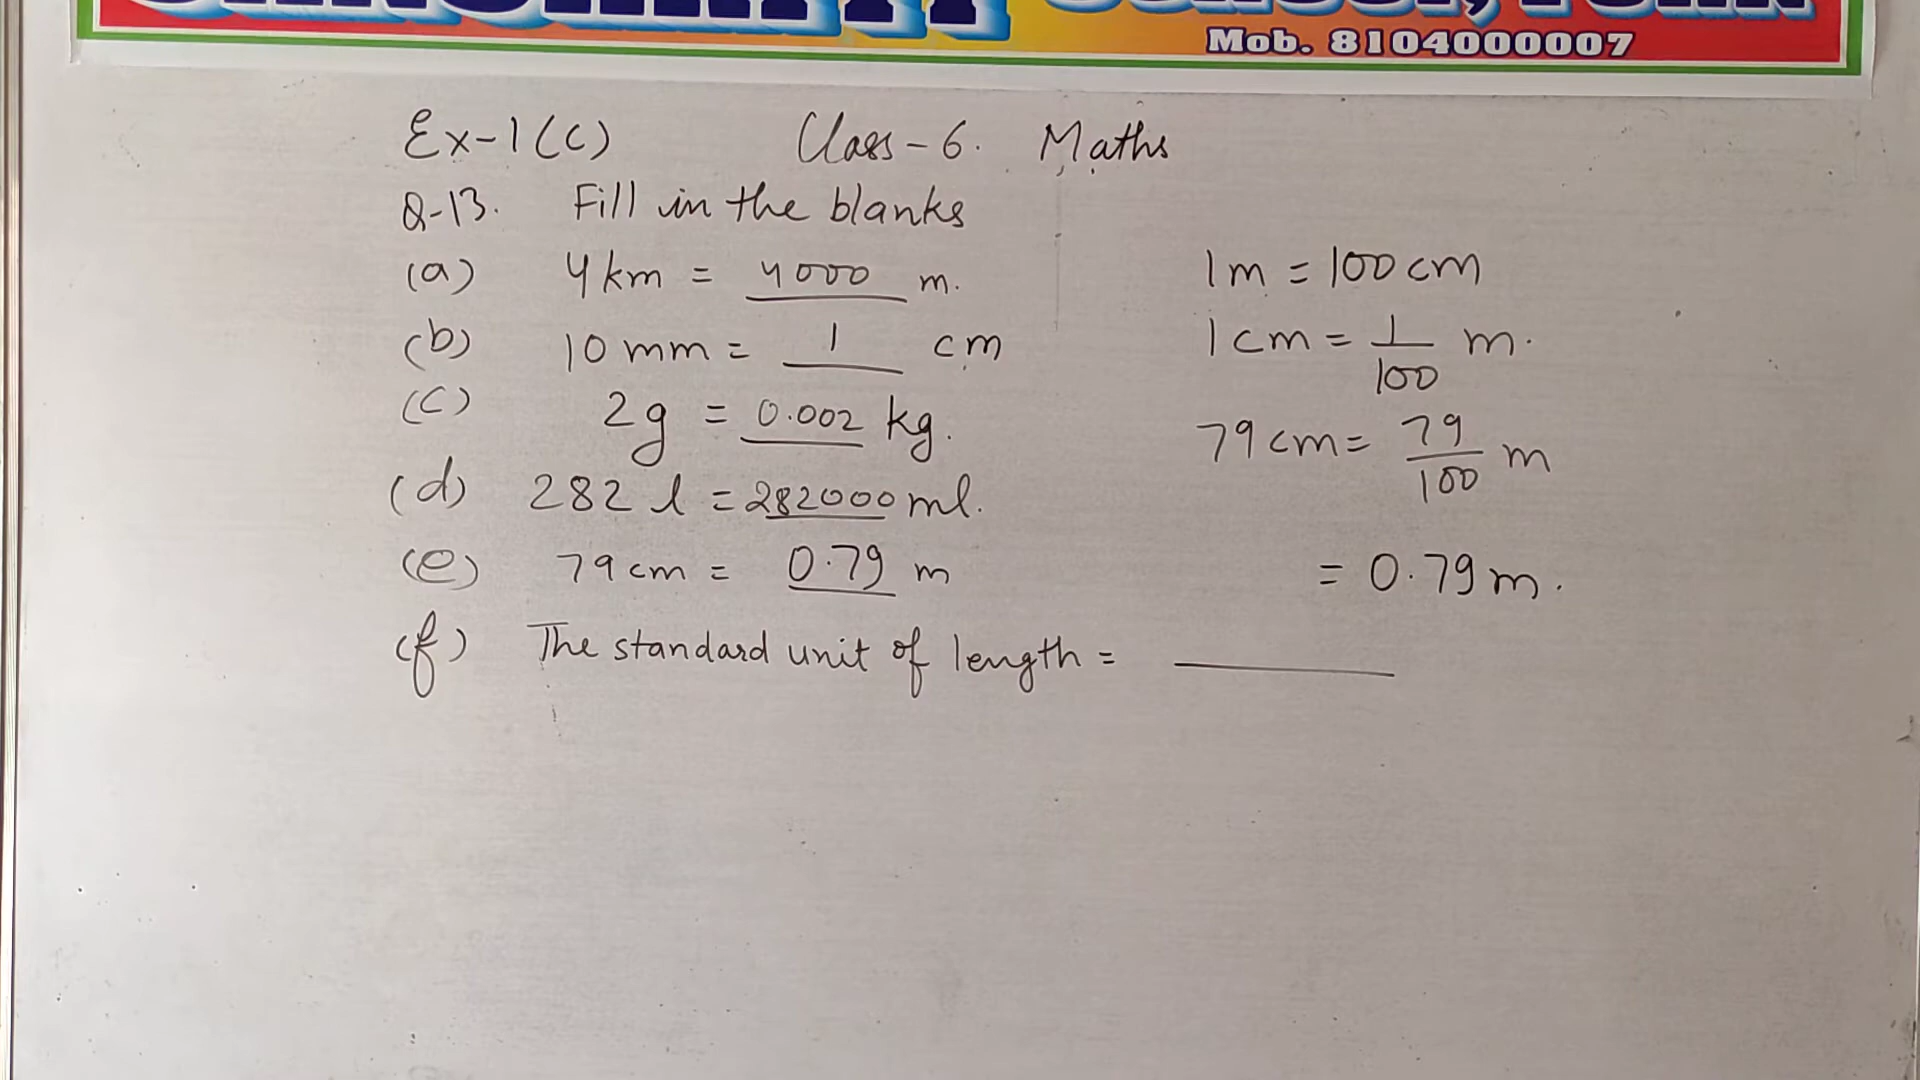 Mob. 8104000007
Ex-1(c) Class-6. Maths
Q-13. Fill in the blanks
(a) 4 km = 4000 m.
(b) 10 mm = 1 cm
(c) 2g = 0.002 kg.
(d) 282 l = 282000 ml.
(e) 79 cm = 0.79 m
(f) The standard unit of length = ______
1m = 100 cm
1 cm = 1/100 m.
79 cm = 79/100 m
= 0.79 m.